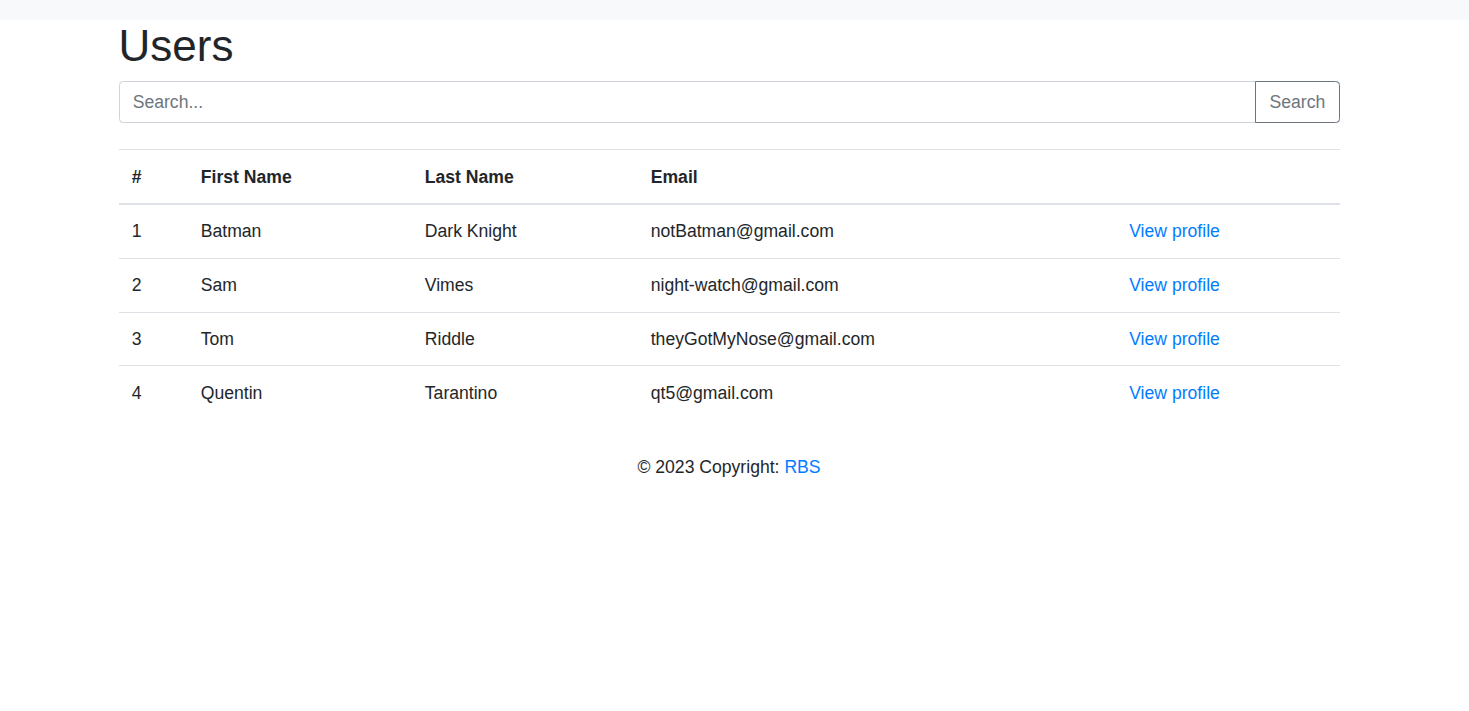 Users
Search... Search
# First Name Last Name Email
1 Batman Dark Knight notBatman@gmail.com View profile
2 Sam Vimes night-watch@gmail.com View profile
3 Tom Riddle theyGotMyNose@gmail.com View profile
4 Quentin Tarantino qt5@gmail.com View profile
© 2023 Copyright: RBS